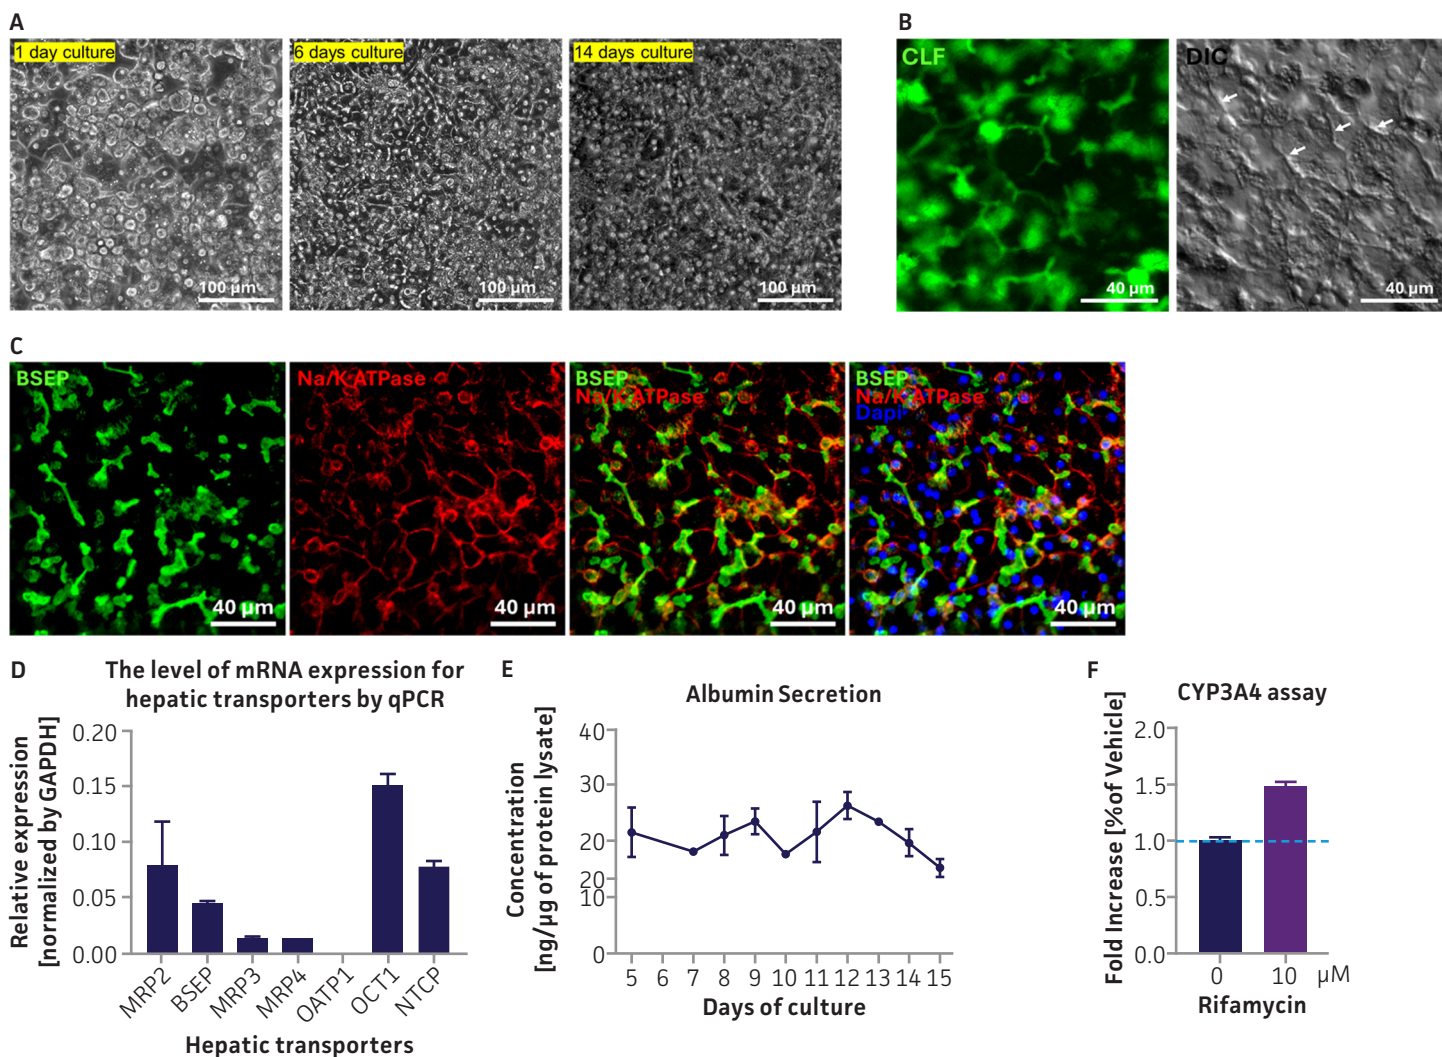 A
1 day culture
6 days culture
14 days culture
100 µm
100 µm
100 µm
B
CLF
DIC
40 µm
40 µm
C
BSEP
Na/K ATPase
BSEP
Na/K/ATPase
BSEP
Na/K/ATPase
Dapi
40 µm
40 µm
40 µm
40 µm
D
The level of mRNA expression for
hepatic transporters by qPCR
Relative expression
[normalized by GAPDH]
0.20
0.15
0.10
0.05
0.00
MRP2
BSEP
MRP3
MRP4
OATP1
OCT1
NTCP
Hepatic transporters
E
Albumin Secretion
Concentration
[ng/µg of protein lysate]
40
30
20
20
10
0
5 6 7 8 9 10 11 12 13 14 15
Days of culture
F
CYP3A4 assay
Fold Increase [% of Vehicle]
2.0
1.5
1.0
0.5
0.0
0 10 µM
Rifamycin